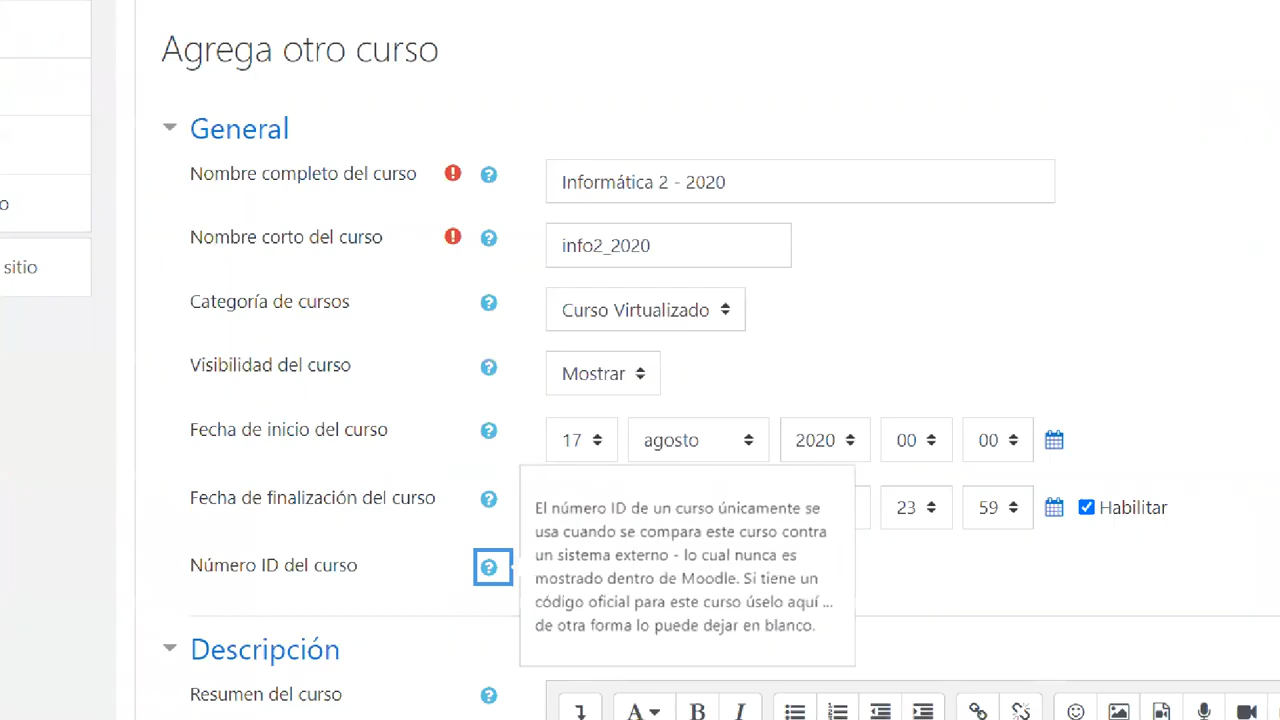 Agrega otro curso
General
Nombre completo del curso
Informática 2 - 2020
Nombre corto del curso
info2_2020
Categoría de cursos
Curso Virtualizado
Visibilidad del curso
Mostrar
Fecha de inicio del curso
17 agosto 2020 00 00
Fecha de finalización del curso
23 59 Habilitar
Número ID del curso
El número ID de un curso únicamente se
usa cuando se compara este curso contra
un sistema externo - lo cual nunca es
mostrado dentro de Moodle. Si tiene un
código oficial para este curso úselo aquí ...
de otra forma lo puede dejar en blanco.
Descripción
Resumen del curso
A B I
o
sitio